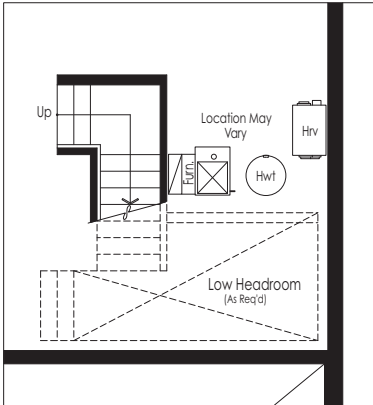 Up
Location May
Vary
Hrv
Furn.
Hwt
Low Headroom
(As Req'd)